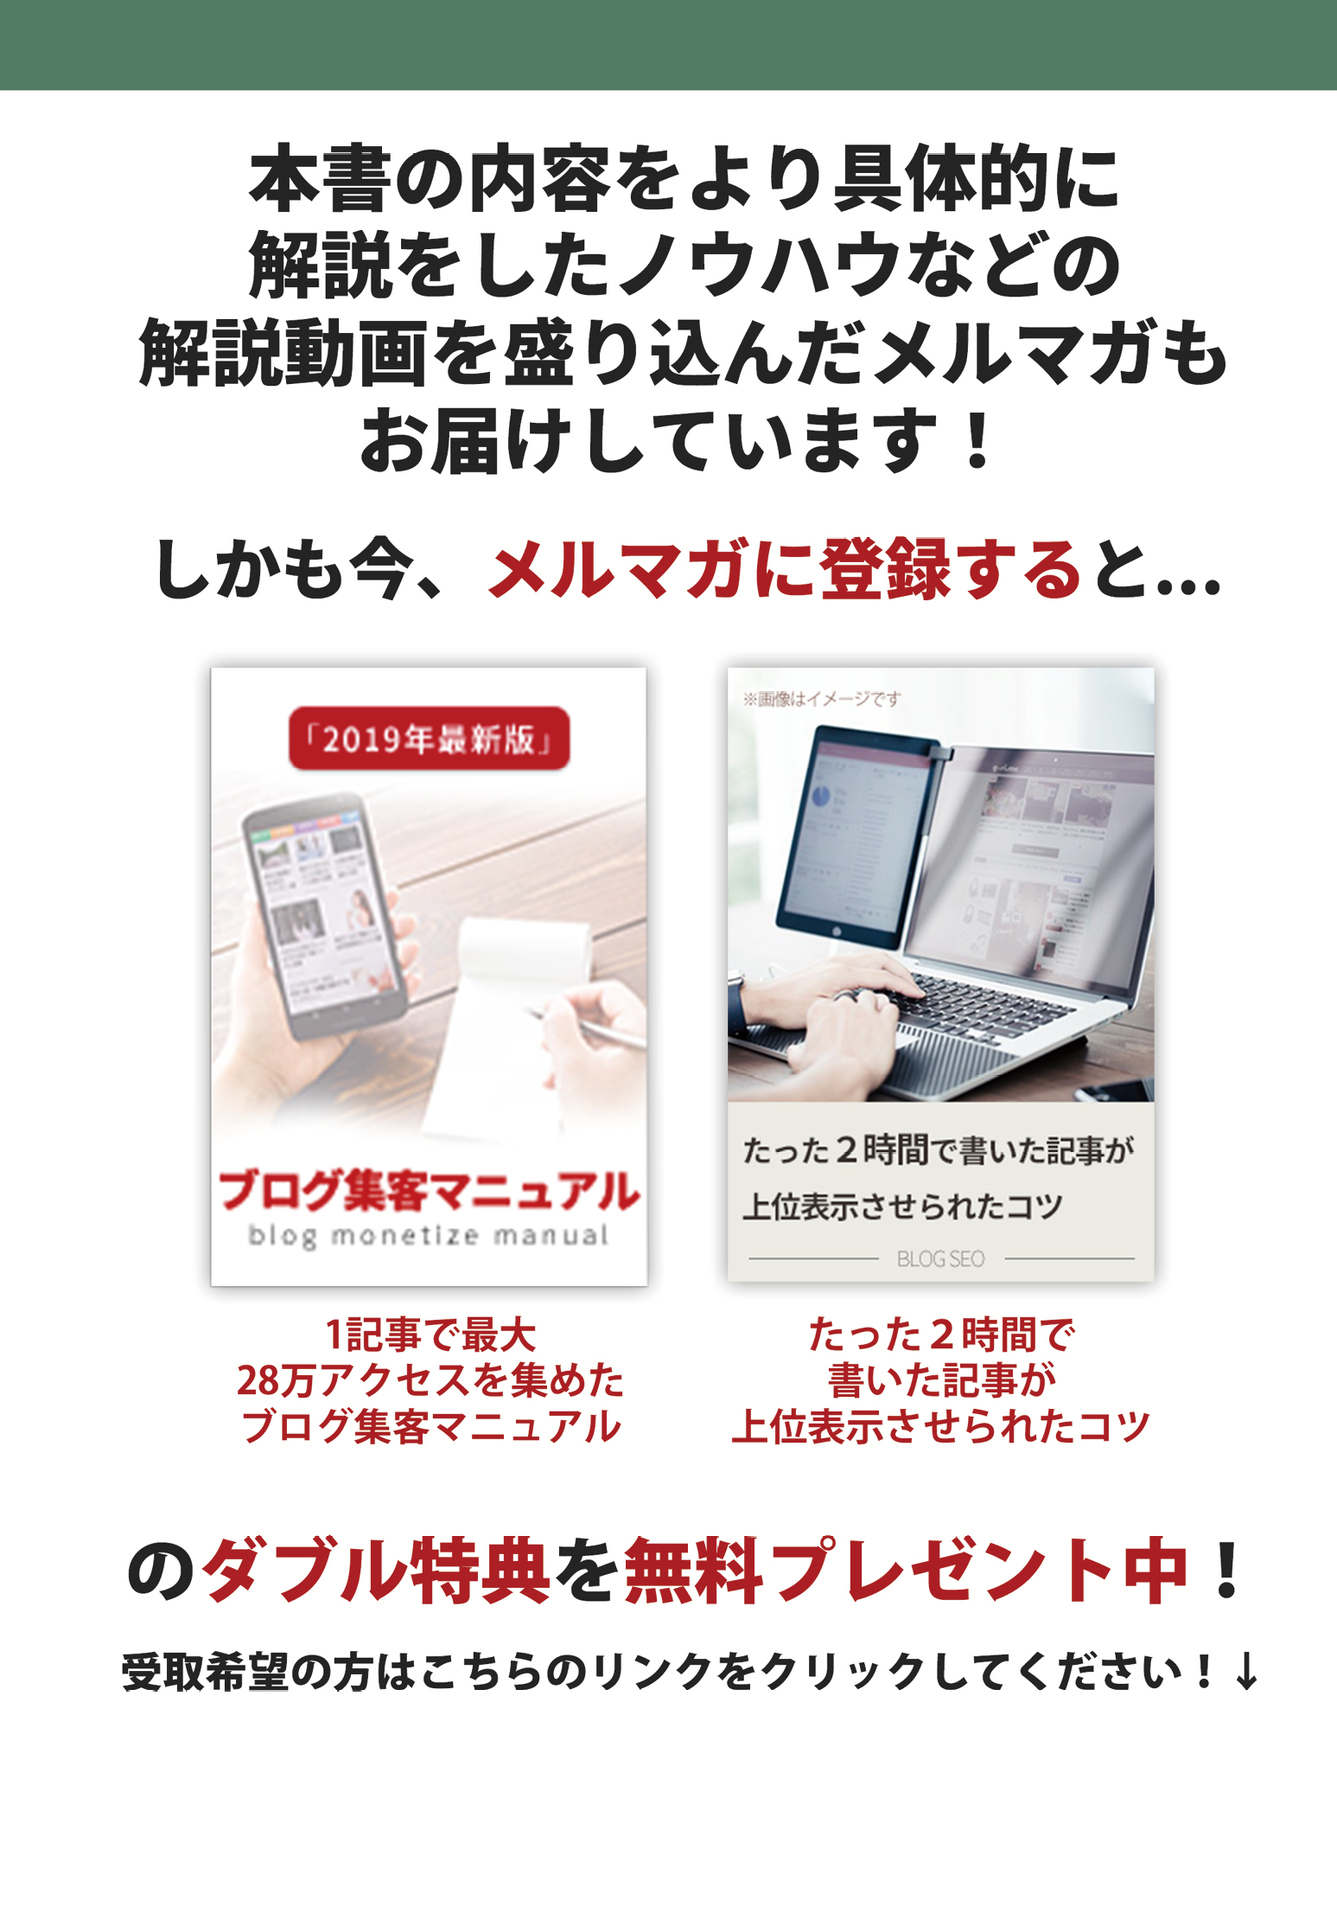 本書の内容をより具体的に
解説をしたノウハウなどの
解説動画を盛り込んだメルマガも
お届けしています！
しかも今、メルマガに登録すると…
「2019年最新版」
ブログ集客マニュアル
blog monetize manual
※画像はイメージです
たった２時間で書いた記事が
上位表示させられたコツ
BLOG SEO
1記事で最大
28万アクセスを集めた
ブログ集客マニュアル
たった２時間で
書いた記事が
上位表示させられたコツ
のダブル特典を無料プレゼント中！
受取希望の方はこちらのリンクをクリックしてください！↓